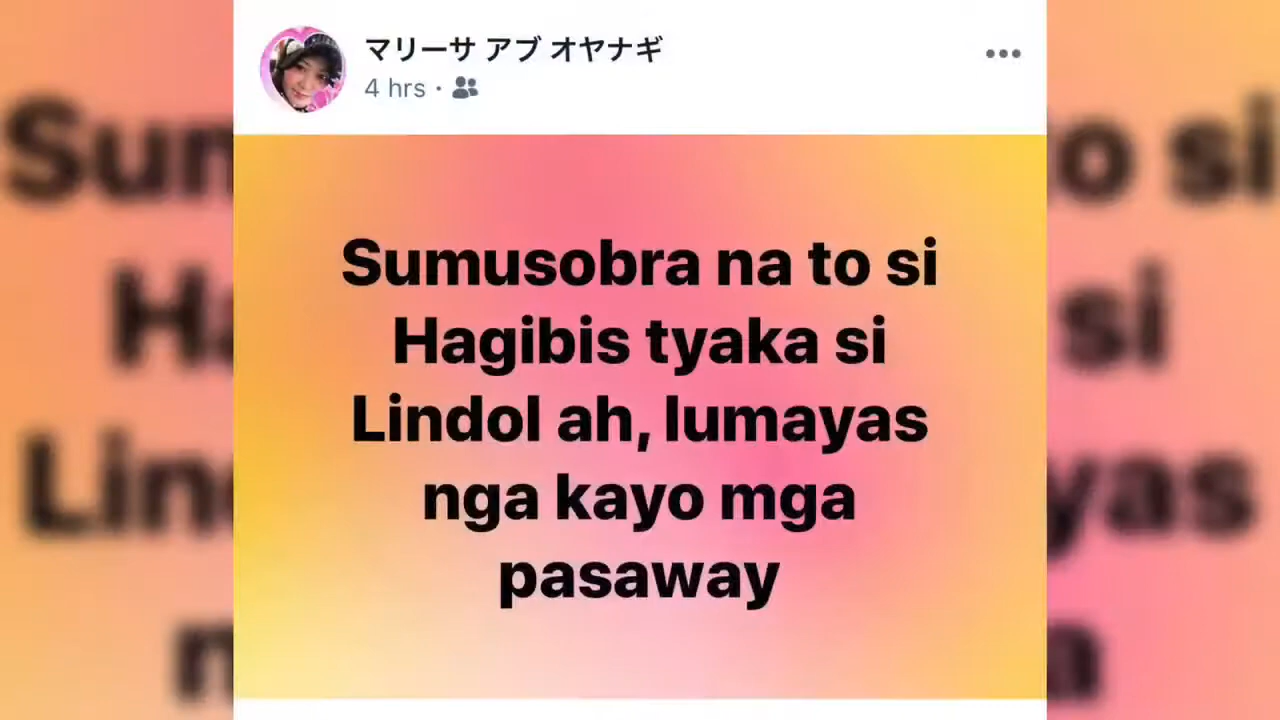 マリーサ アブ オヤナギ
4 hrs ·
Sumusobra na to si
Hagibis tyaka si
Lindol ah, lumayas
nga kayo mga
pasaway